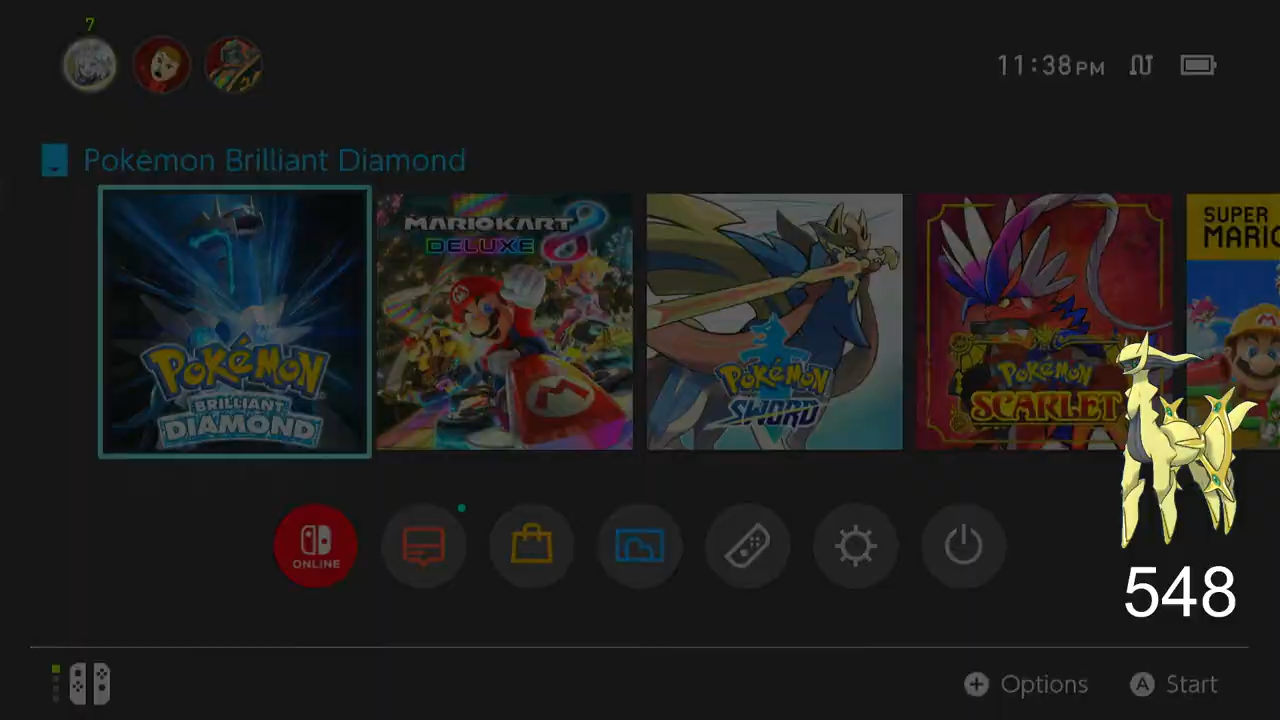 7
11:38PM
Pokémon Brilliant Diamond
POKÉMON
BRILLIANT
DIAMOND
MARIOKART 8
DELUXE
POKÉMON
SWORD
POKÉMON
SCARLET
SUPER
MARIO
ONLINE
548
Options
Start